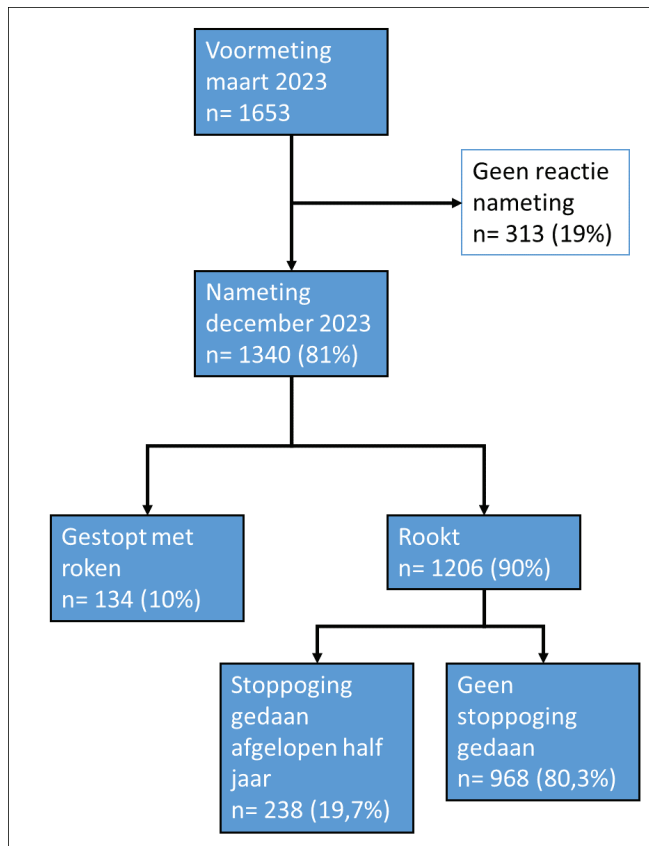 Voormeting
maart 2023
n= 1653
Geen reactie
nameting
n= 313 (19%)
Nameting
december 2023
n= 1340 (81%)
Gestopt met
roken
n= 134 (10%)
Rookt
n= 1206 (90%)
Stoppoging
gedaan
afgelopen half
jaar
n= 238 (19,7%)
Geen
stoppoging
gedaan
n= 968 (80,3%)